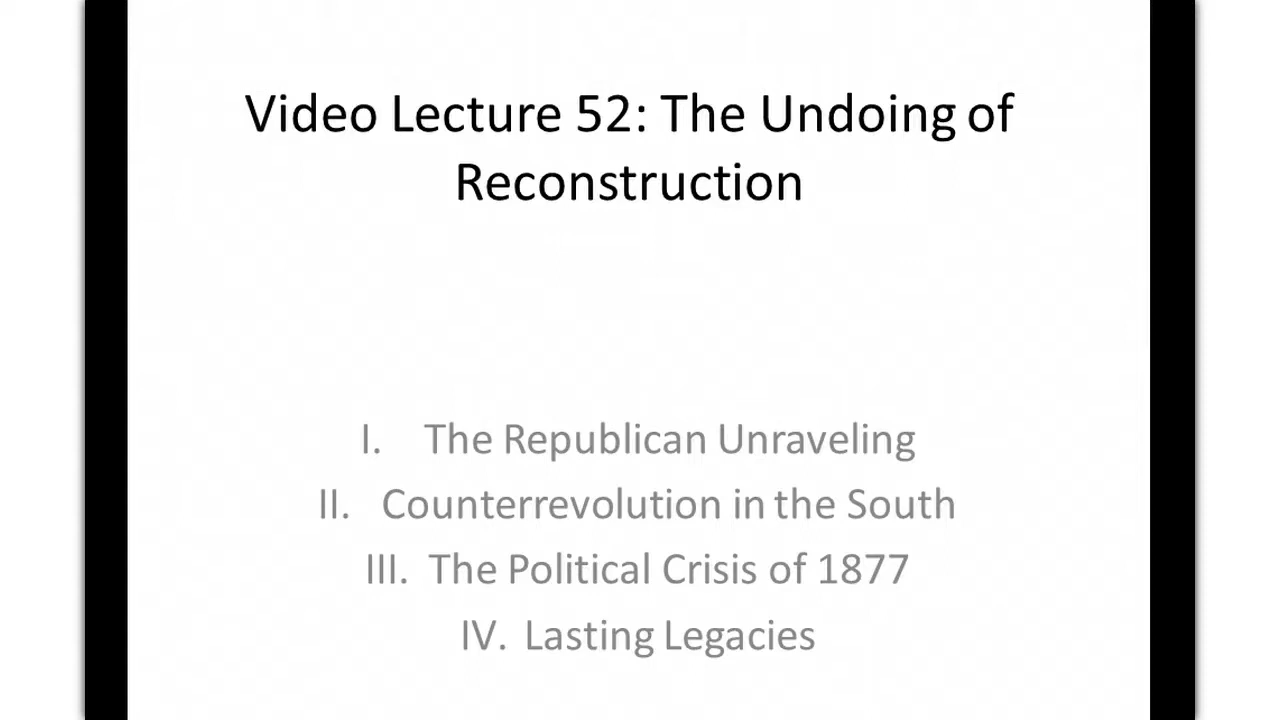 Video Lecture 52: The Undoing of
Reconstruction
I. The Republican Unraveling
II. Counterrevolution in the South
III. The Political Crisis of 1877
IV. Lasting Legacies